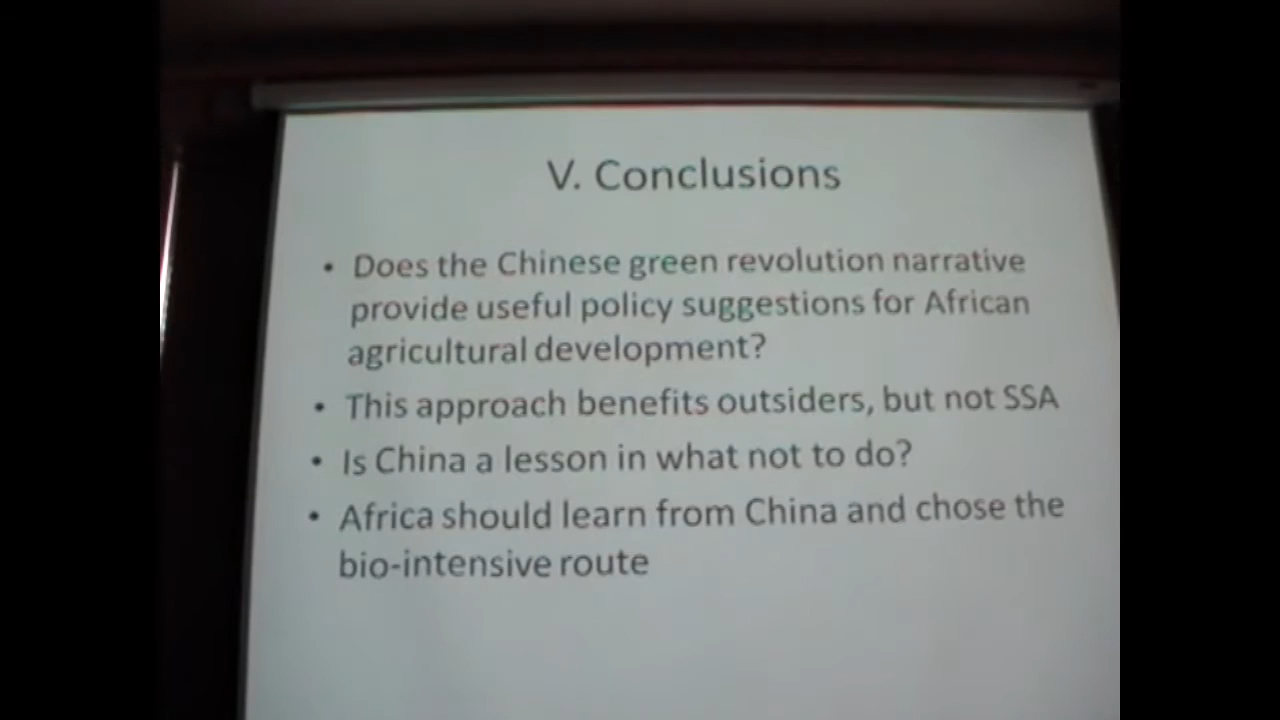 V. Conclusions
• Does the Chinese green revolution narrative
provide useful policy suggestions for African
agricultural development?
• This approach benefits outsiders, but not SSA
• Is China a lesson in what not to do?
• Africa should learn from China and chose the
bio-intensive route